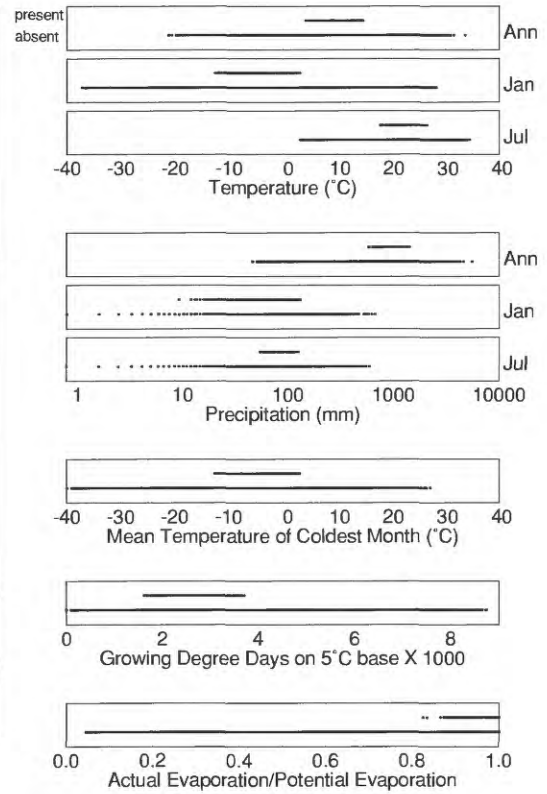 present
absent
Ann
Jan
Jul
-40 -30 -20 -10 0 10 20 30 40
Temperature (˚C)
Ann
Jan
Jul
1 10 100 1000 10000
Precipitation (mm)
-40 -30 -20 -10 0 10 20 30 40
Mean Temperature of Coldest Month (˚C)
0 2 4 6 8
Growing Degree Days on 5˚C base X 1000
0.0 0.2 0.4 0.6 0.8 1.0
Actual Evaporation/Potential Evaporation